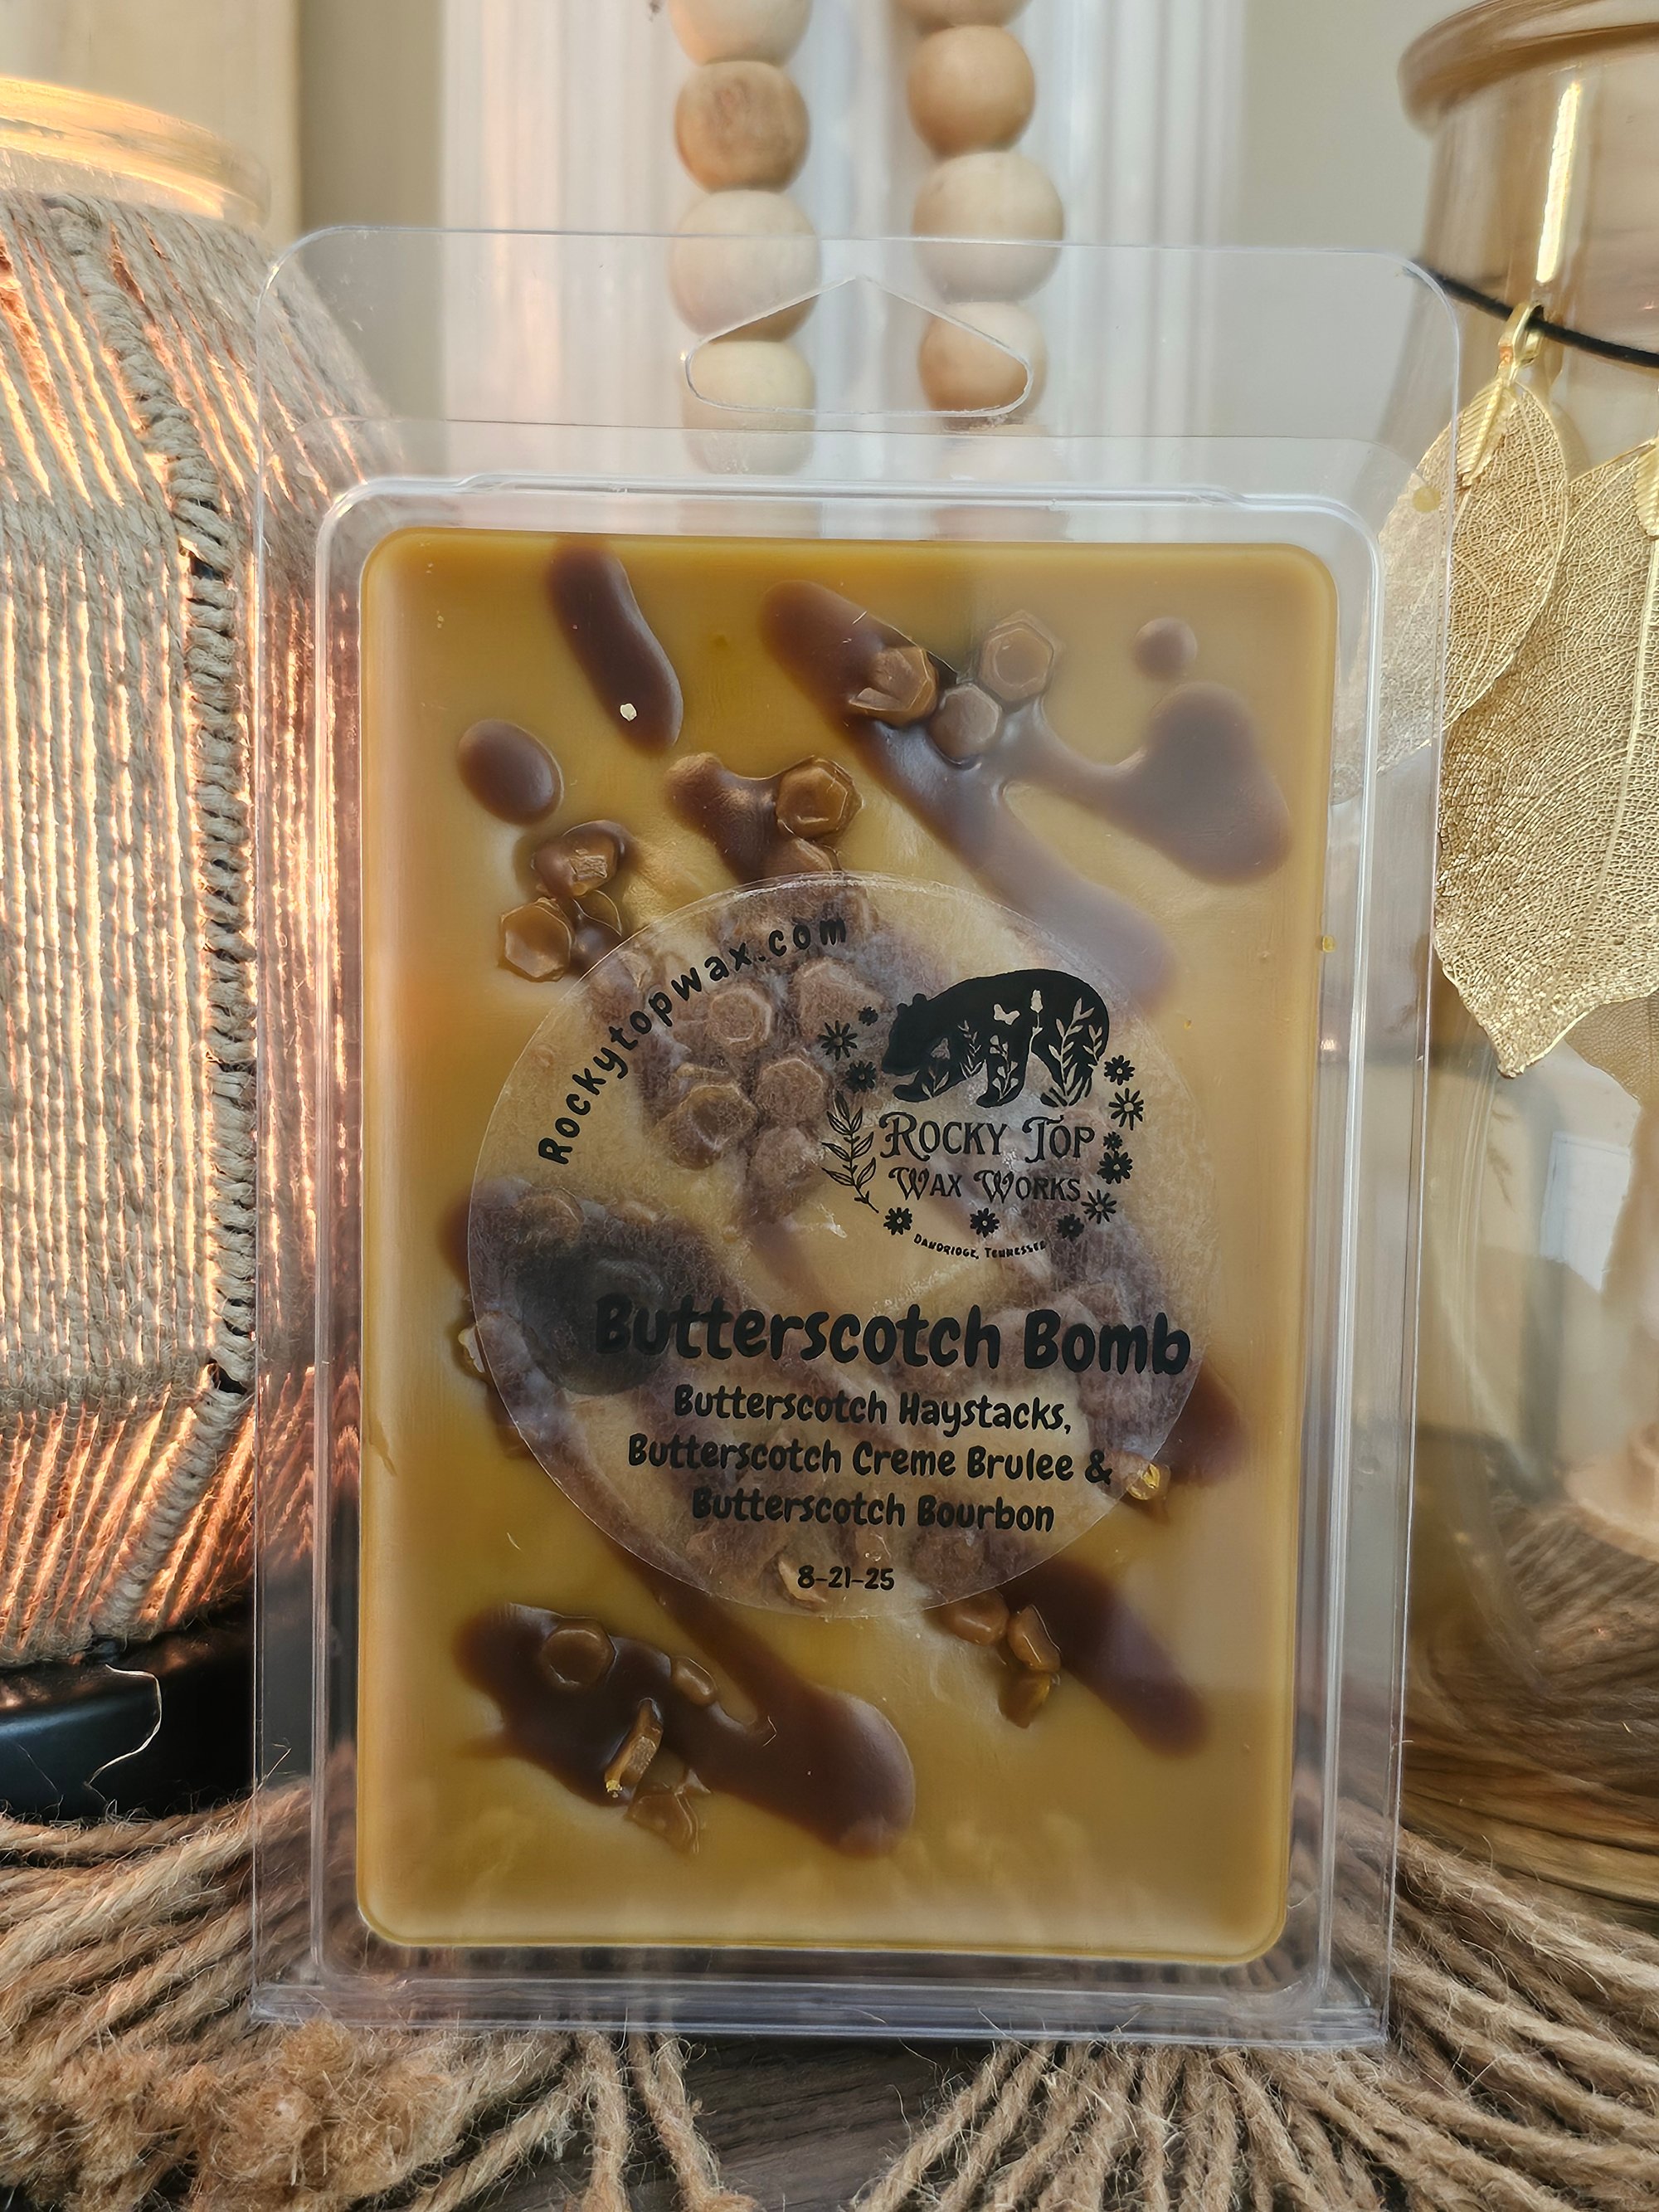 Rockytopwax.com
Rocky Top
Wax Works
Dandridge, Tennessee
Butterscotch Bomb
Butterscotch Haystacks,
Butterscotch Creme Brulee &
Butterscotch Bourbon
8-21-25